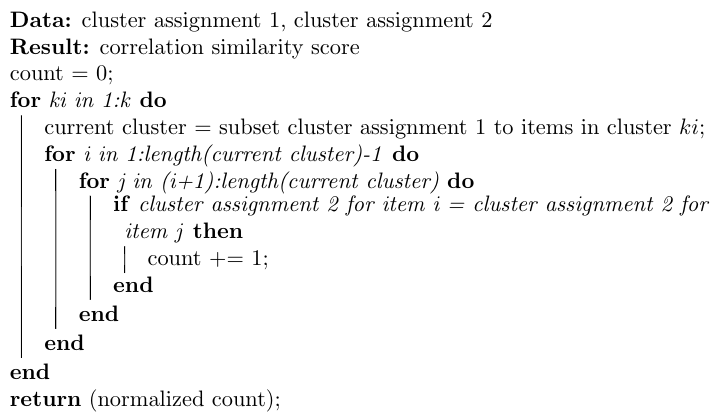 Data: cluster assignment 1, cluster assignment 2
Result: correlation similarity score
count = 0;
for ki in 1:k do
current cluster = subset cluster assignment 1 to items in cluster ki;
for i in 1:length(current cluster)-1 do
for j in (i+1):length(current cluster) do
if cluster assignment 2 for item i = cluster assignment 2 for
item j then
count += 1;
end
end
end
end
return (normalized count);